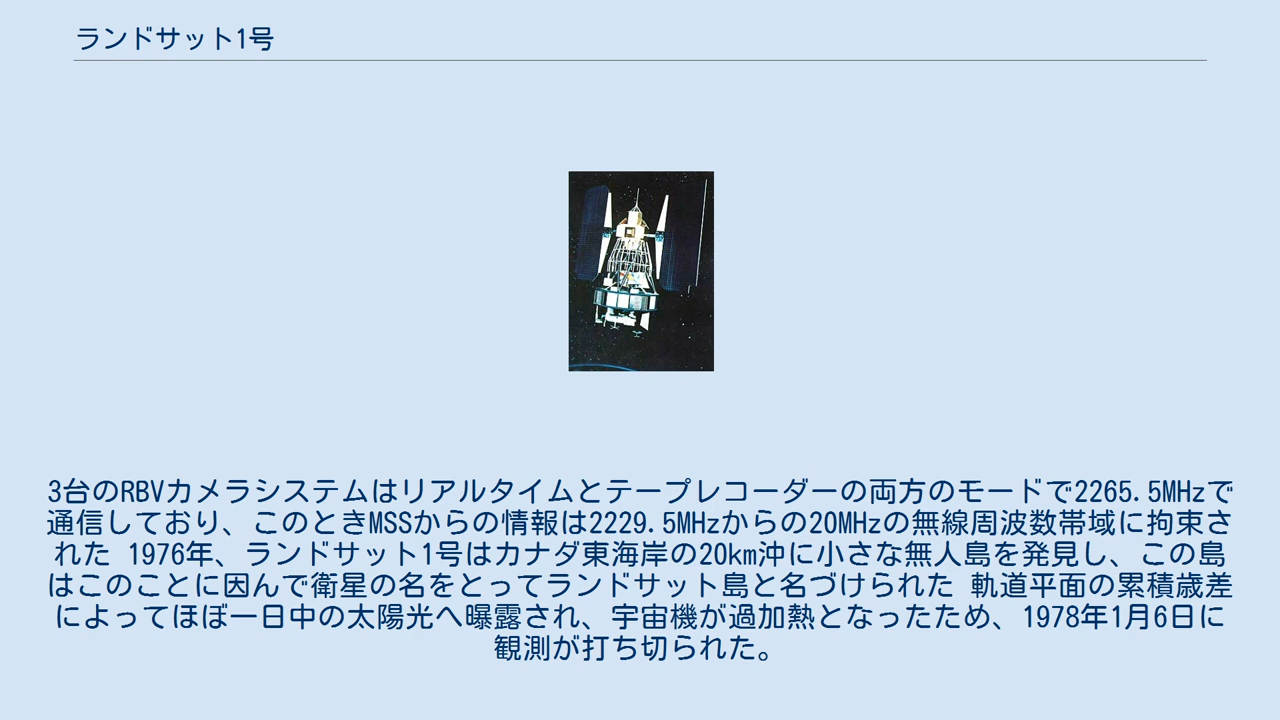 ランドサット1号
3台のRBVカメラシステムはリアルタイムとテープレコーダーの両方のモードで2265.5MHzで
通信しており、このときMSSからの情報は2229.5MHzからの20MHzの無線周波数帯域に拘束さ
れた 1976年、ランドサット1号はカナダ東海岸の20km沖に小さな無人島を発見し、この島
はこのことに因んで衛星の名をとってランドサット島と名づけられた 軌道平面の累積歳差
によってほぼ一日中の太陽光へ曝露され、宇宙機が過加熱となったため、1978年1月6日に
観測が打ち切られた。